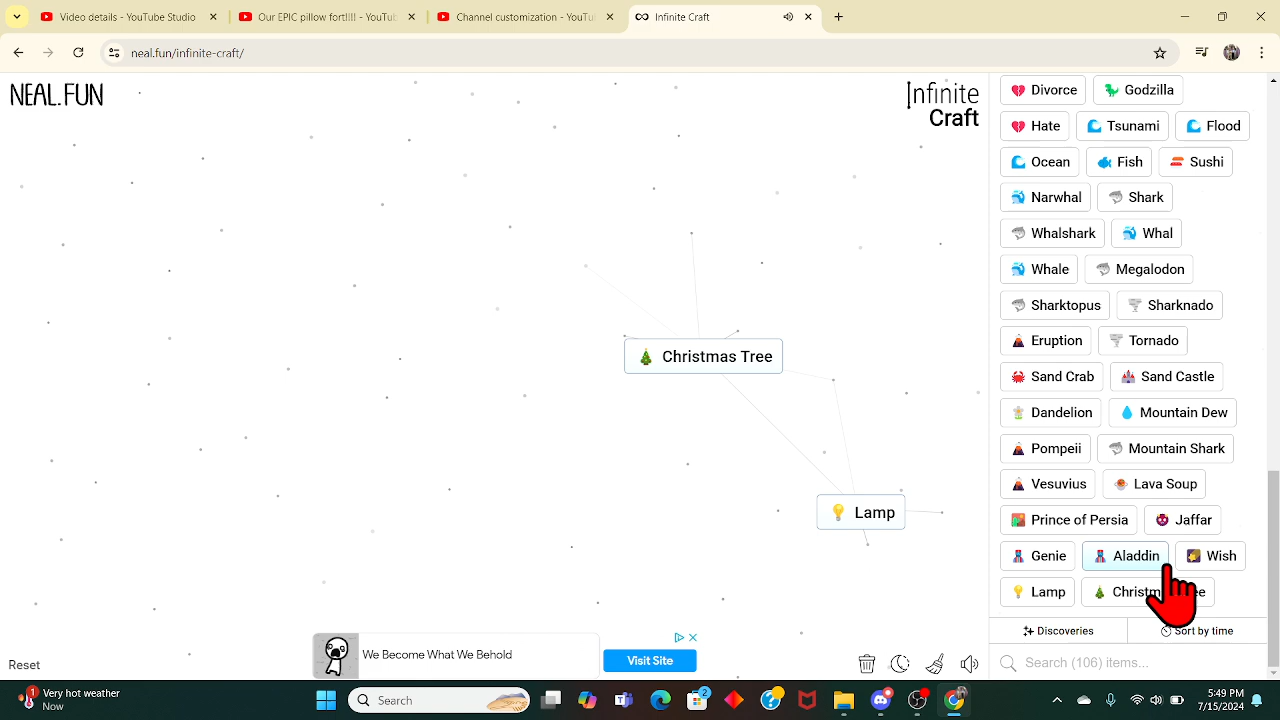 Video details - YouTube Studio
Our EPIC pillow fort!!!! - YouTub
Channel customization - YouTu
Infinite Craft
neal.fun/infinite-craft/
NEAL.FUN
Infinite
Craft
Divorce Godzilla
Hate Tsunami Flood
Ocean Fish Sushi
Narwhal Shark
Whalshark Whal
Whale Megalodon
Sharktopus Sharknado
Eruption Tornado
Sand Crab Sand Castle
Dandelion Mountain Dew
Pompeii Mountain Shark
Vesuvius Lava Soup
Prince of Persia Jaffar
Genie Aladdin Wish
Lamp Christm ee
Christmas Tree
Lamp
Discoveries
Sort by time
Search (106) items...
We Become What We Behold
Visit Site
Reset
1
Very hot weather
Now
Search
2
5:49 PM
7/15/2024